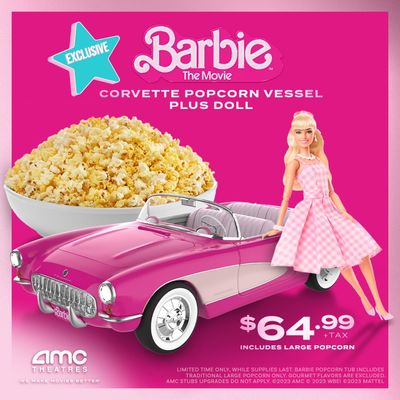 EXCLUSIVE
Barbie
The Movie
CORVETTE POPCORN VESSEL
PLUS DOLL
$64.99
+TAX
INCLUDES LARGE POPCORN
amc
THEATRES
WE MAKE MOVIES BETTER
LIMITED TIME ONLY, WHILE SUPPLIES LAST. BARBIE POPCORN TUB INCLUDES
TRADITIONAL LARGE POPCORN ONLY. GOURMET FLAVORS ARE EXCLUDED.
AMC STUBS UPGRADES DO NOT APPLY. ©2023 AMC © 2023 WBEI ©2023 MATTEL